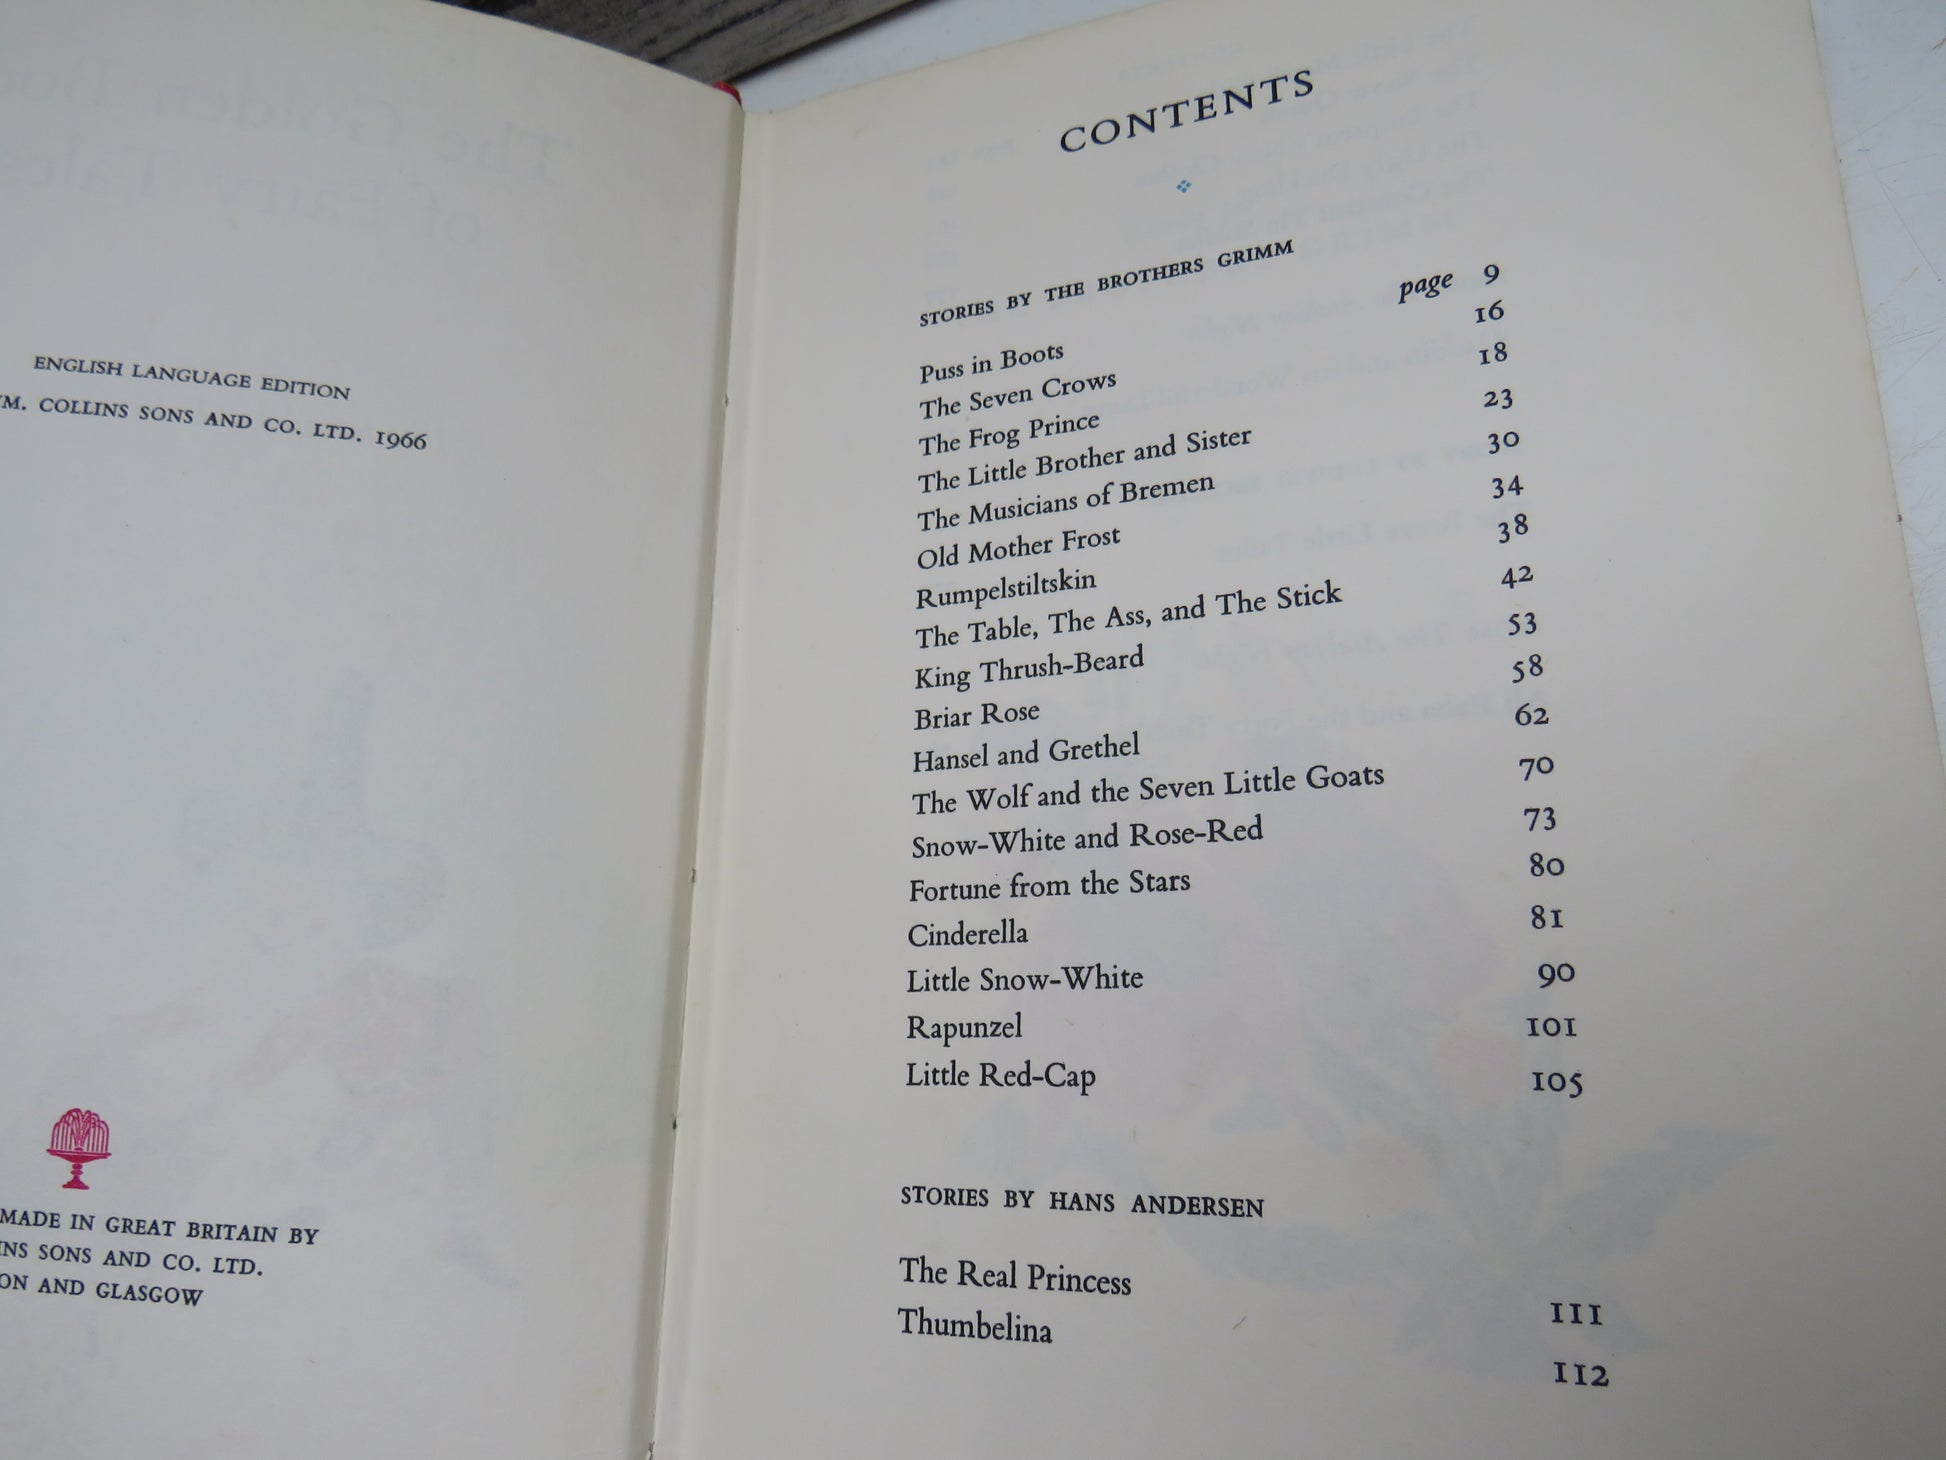 ENGLISH LANGUAGE EDITION
COLLINS SONS AND CO. LTD. 1966
MADE IN GREAT BRITAIN BY
SONS AND CO. LTD.
AND GLASGOW
CONTENTS
STORIES BY THE BROTHERS GRIMM
Puss in Boots page 9
The Seven Crows 16
The Frog Prince 18
The Little Brother and Sister 23
The Musicians of Bremen 30
Old Mother Frost 34
Rumpelstiltskin 38
The Table, The Ass, and The Stick 42
King Thrush-Beard 53
Briar Rose 58
Hansel and Grethel 62
The Wolf and the Seven Little Goats 70
Snow-White and Rose-Red 73
Fortune from the Stars 80
Cinderella 81
Little Snow-White 90
Rapunzel 101
Little Red-Cap 105
STORIES BY HANS ANDERSEN
The Real Princess 111
Thumbelina 112